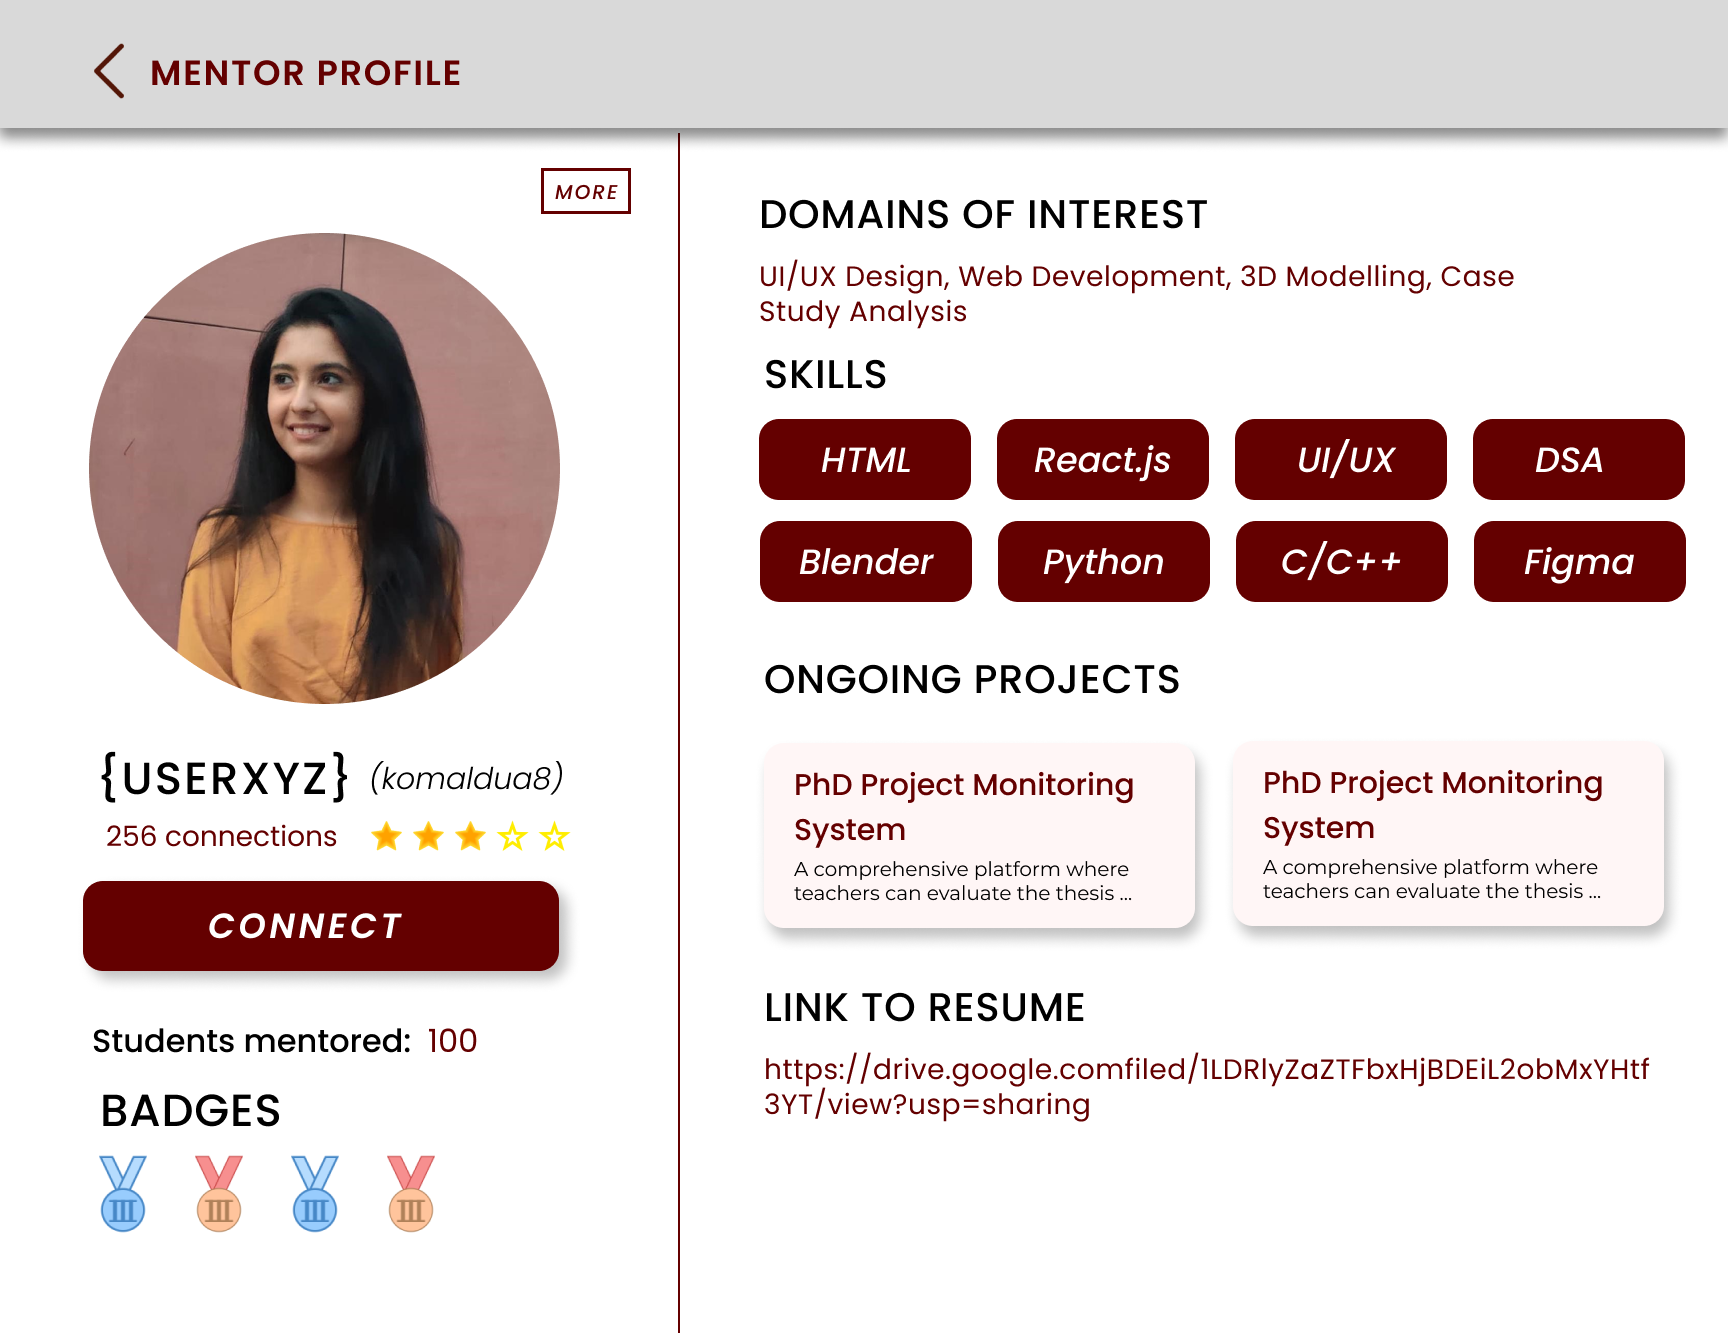 MENTOR PROFILE
MORE
{USERXYZ} (komaldua8)
256 connections
CONNECT
Students mentored: 100
BADGES
III III III III
DOMAINS OF INTEREST
UI/UX Design, Web Development, 3D Modelling, Case
Study Analysis
SKILLS
HTML React.js UI/UX DSA
Blender Python C/C++ Figma
ONGOING PROJECTS
PhD Project Monitoring
System
A comprehensive platform where
teachers can evaluate the thesis ...
PhD Project Monitoring
System
A comprehensive platform where
teachers can evaluate the thesis ...
LINK TO RESUME
https://drive.google.comfiled/1LDRlyZaZTFbxHjBDEiL2obMxYHtf
3YT/view?usp=sharing